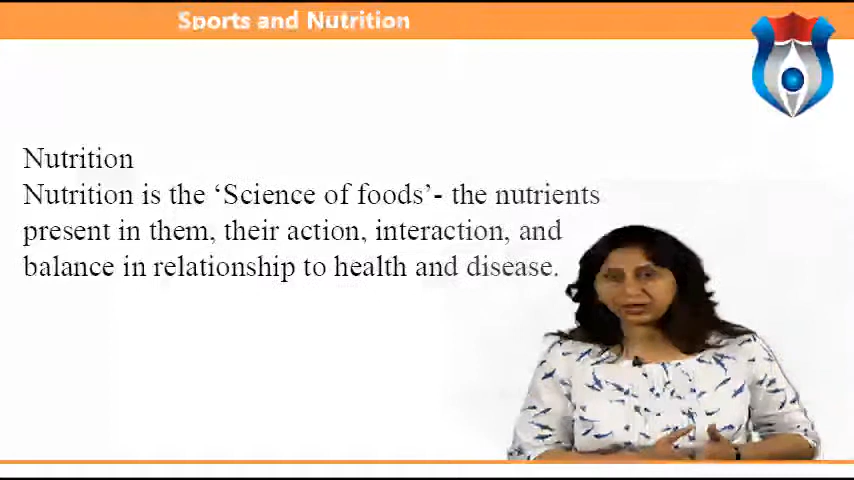 Sports and Nutrition
Nutrition
Nutrition is the ‘Science of foods’- the nutrients
present in them, their action, interaction, and
balance in relationship to health and disease.